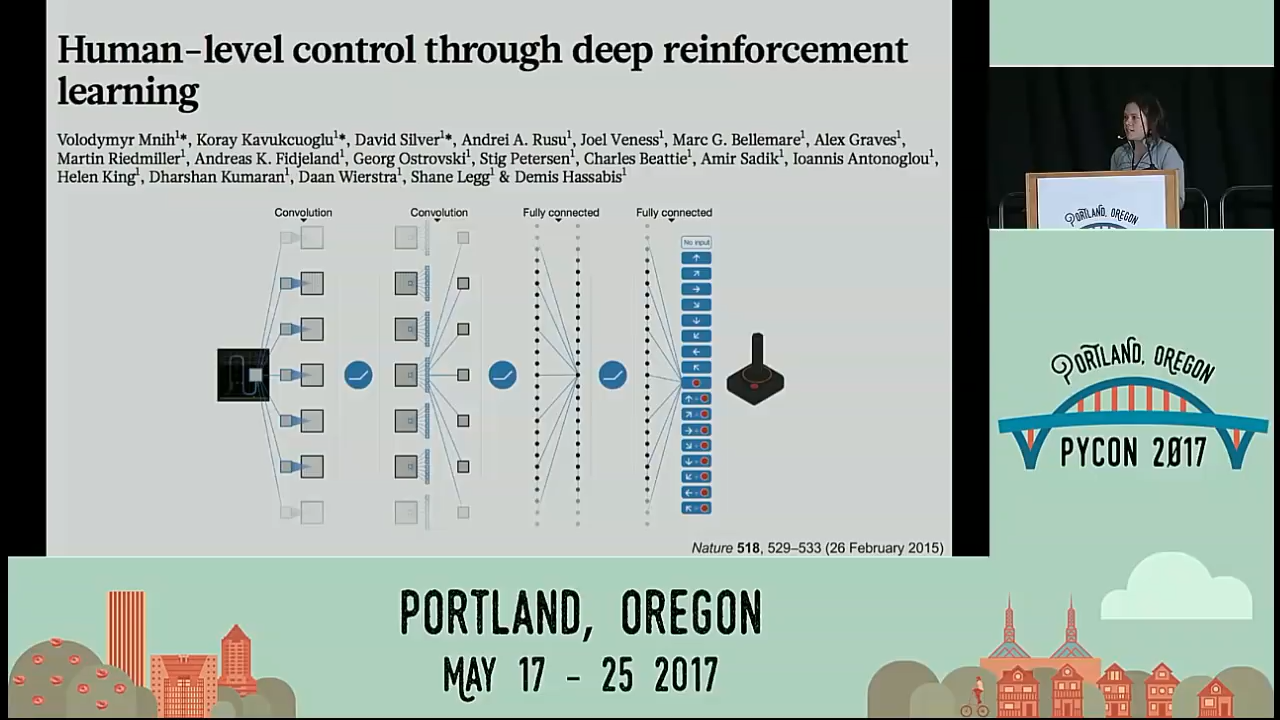 Human-level control through deep reinforcement
learning
Volodymyr Mnih¹*, Koray Kavukcuoglu¹*, David Silver¹*, Andrei A. Rusu¹, Joel Veness¹, Marc G. Bellemare¹, Alex Graves¹,
Martin Riedmiller¹, Andreas K. Fidjeland¹, Georg Ostrovski¹, Stig Petersen¹, Charles Beattie¹, Amir Sadik¹, Ioannis Antonoglou¹,
Helen King¹, Dharshan Kumaran¹, Daan Wierstra¹, Shane Legg¹ & Demis Hassabis¹
Convolution
Convolution
Fully connected
Fully connected
No input
Nature 518, 529–533 (26 February 2015)
PORTLAND, OREGON
PORTLAND, OREGON
PYCON 2017
PORTLAND, OREGON
MAY 17 - 25 2017